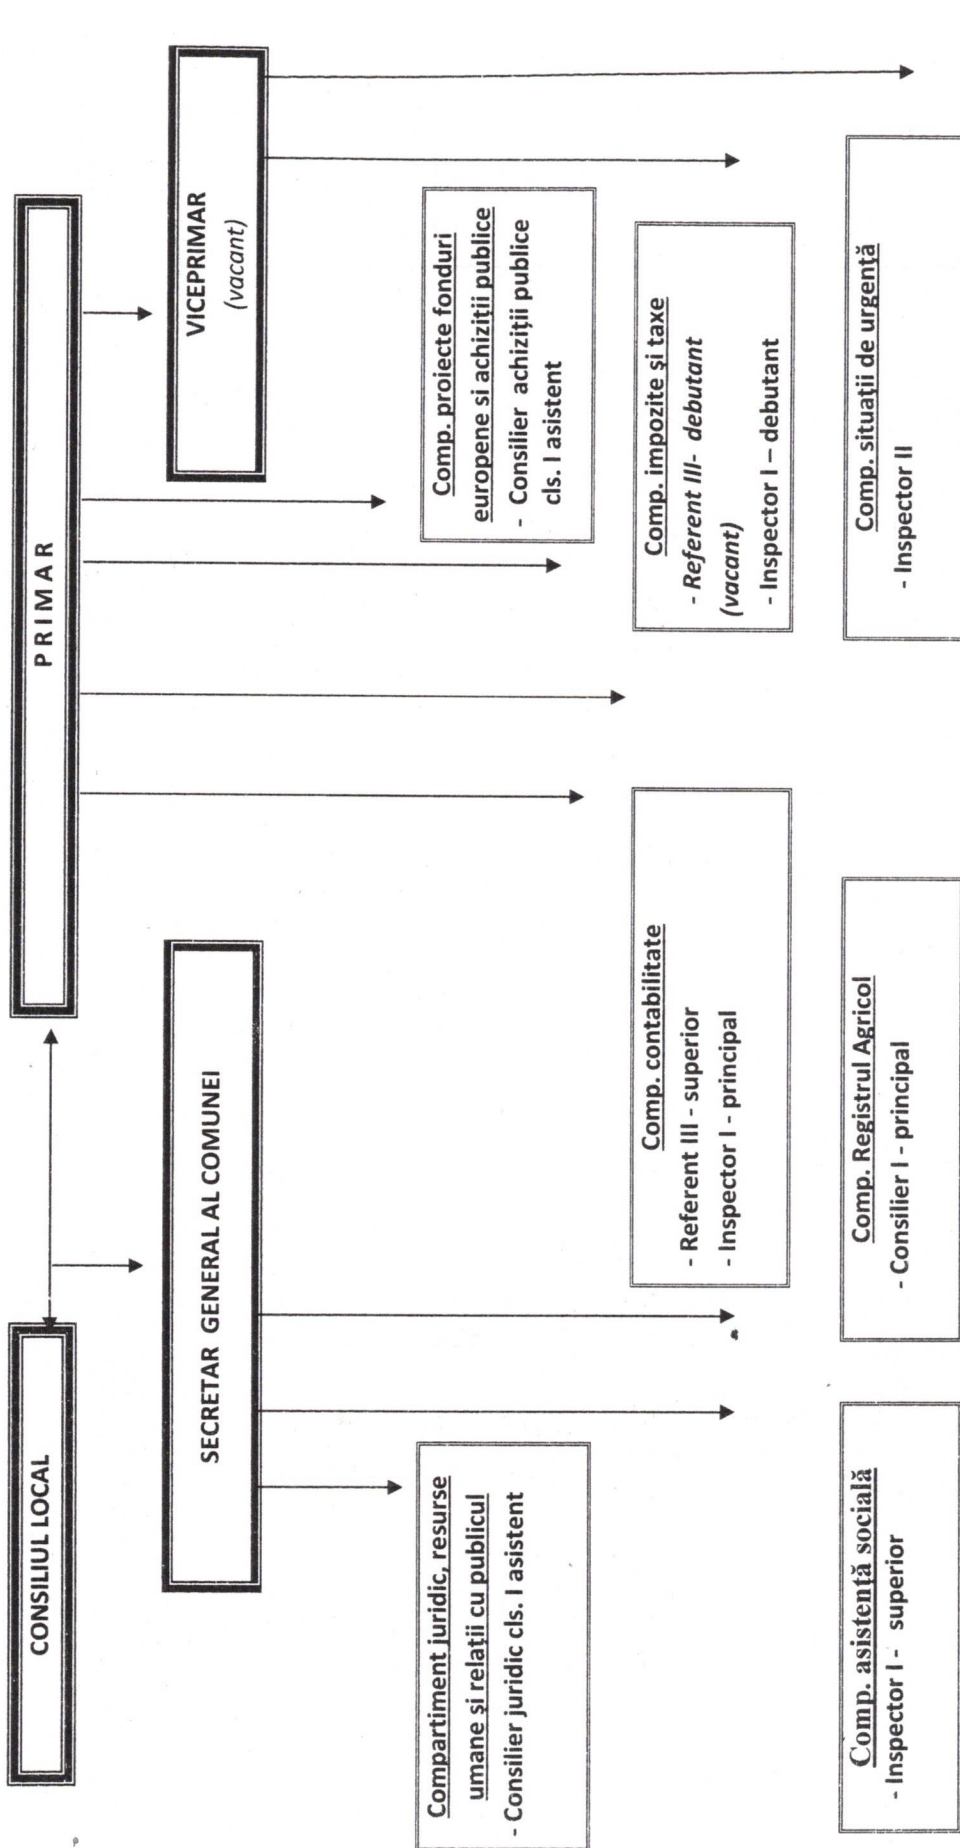 CONSILIUL LOCAL
P R I M A R
SECRETAR GENERAL AL COMUNEI
VICEPRIMAR
(vacant)
Compartiment juridic, resurse
umane și relații cu publicul
- Consilier juridic cls. I asistent
Comp. proiecte fonduri
europene si achiziții publice
- Consilier achiziții publice
cls. I asistent
Comp. contabilitate
- Referent III - superior
- Inspector I - principal
Comp. impozite și taxe
- Referent III- debutant
(vacant)
- Inspector I – debutant
Comp. asistență socială
- Inspector I - superior
Comp. Registrul Agricol
- Consilier I - principal
Comp. situații de urgență
- Inspector II